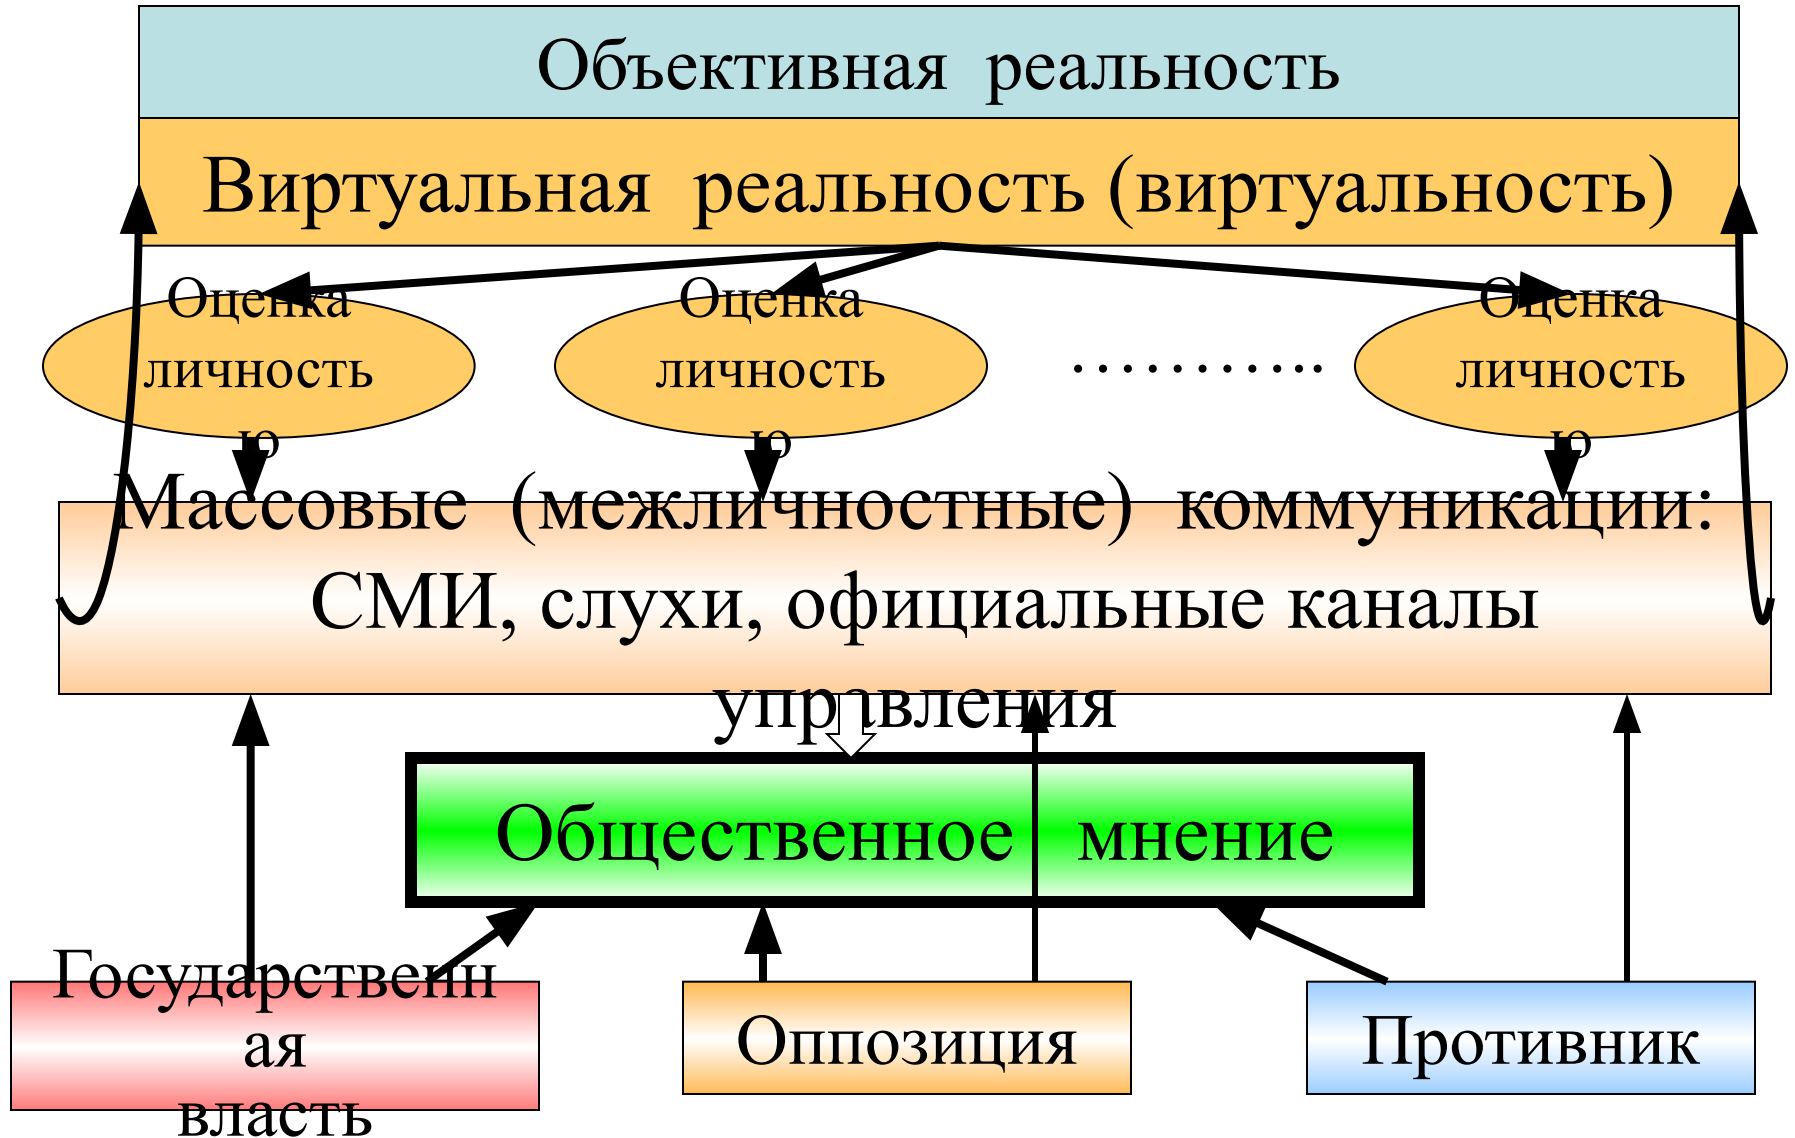 Объективная реальность
Виртуальная реальность (виртуальность)
Оценка
личность
ю
Оценка
личность
ю
………..
Оценка
личность
ю
Массовые (межличностные) коммуникации:
СМИ, слухи, официальные каналы
управления
Общественное мнение
Государственн
ая
власть
Оппозиция
Противник